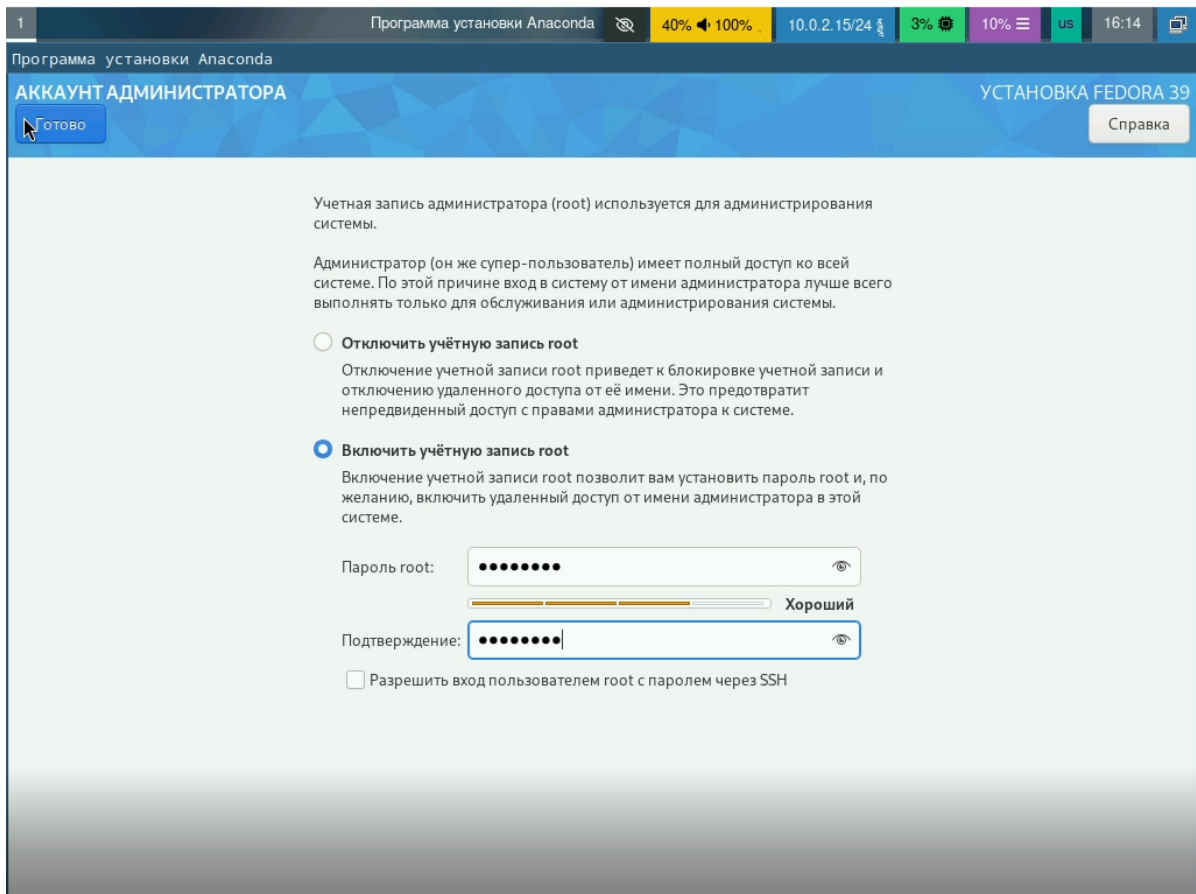 1
Программа установки Anaconda
40% 100%
10.0.2.15/24
3%
10%
us
16:14
Программа установки Anaconda
АККАУНТ АДМИНИСТРАТОРА
УСТАНОВКА FEDORA 39
Готово
Справка
Учетная запись администратора (root) используется для администрирования
системы.
Администратор (он же супер-пользователь) имеет полный доступ ко всей
системе. По этой причине вход в систему от имени администратора лучше всего
выполнять только для обслуживания или администрирования системы.
Отключить учётную запись root
Отключение учетной записи root приведет к блокировке учетной записи и
отключению удаленного доступа от её имени. Это предотвратит
непредвиденный доступ с правами администратора к системе.
Включить учётную запись root
Включение учетной записи root позволит вам установить пароль root и, по
желанию, включить удаленный доступ от имени администратора в этой
системе.
Пароль root: ●●●●●●●●
Хороший
Подтверждение: ●●●●●●●●
Разрешить вход пользователем root с паролем через SSH